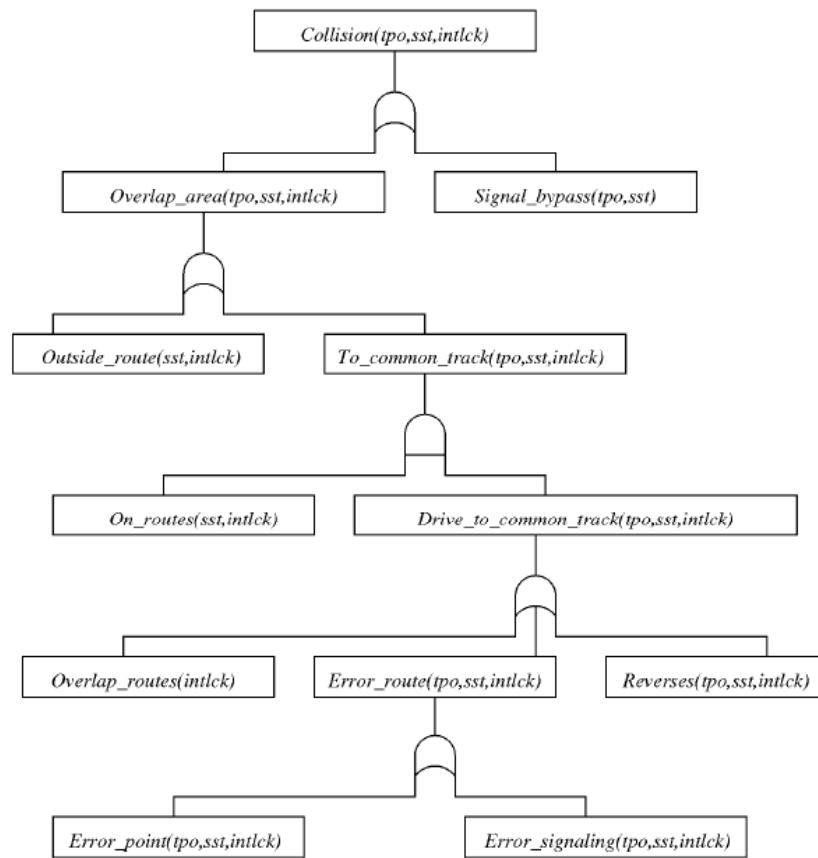 Collision(tpo,sst,intlck)
Overlap_area(tpo,sst,intlck)
Signal_bypass(tpo,sst)
Outside_route(sst,intlck)
To_common_track(tpo,sst,intlck)
On_routes(sst,intlck)
Drive_to_common_track(tpo,sst,intlck)
Overlap_routes(intlck)
Error_route(tpo,sst,intlck)
Reverses(tpo,sst,intlck)
Error_point(tpo,sst,intlck)
Error_signaling(tpo,sst,intlck)